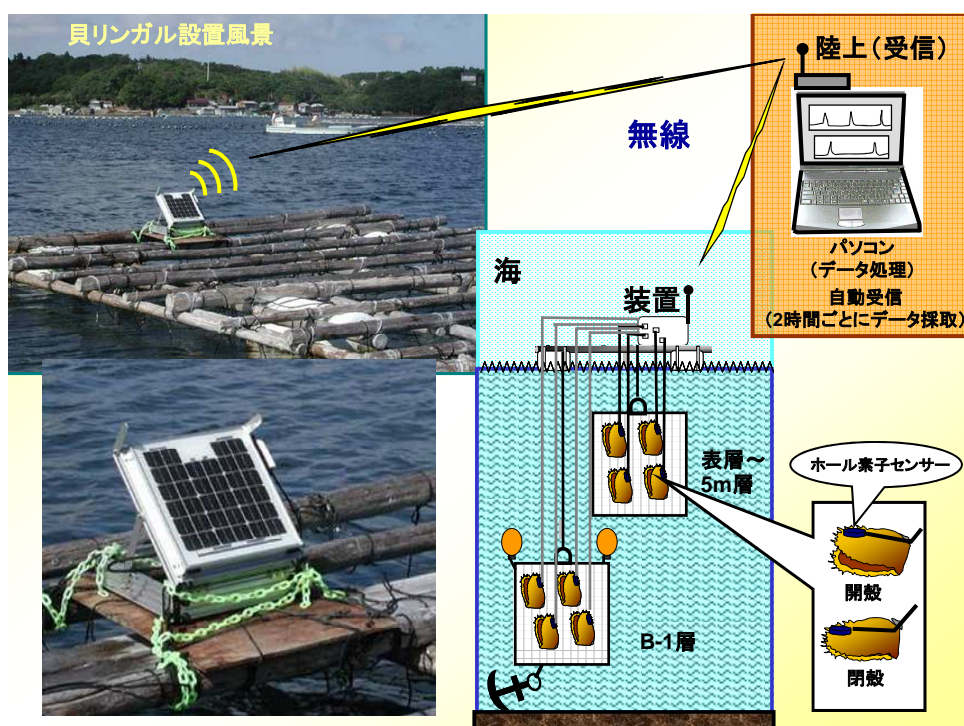 貝リンガル設置風景
陸上(受信)
無線
パソコン
(データ処理)
自動受信
(2時間ごとにデータ採取)
海
装置
表層～
5m層
ホール素子センサー
開殻
B-1層
閉殻